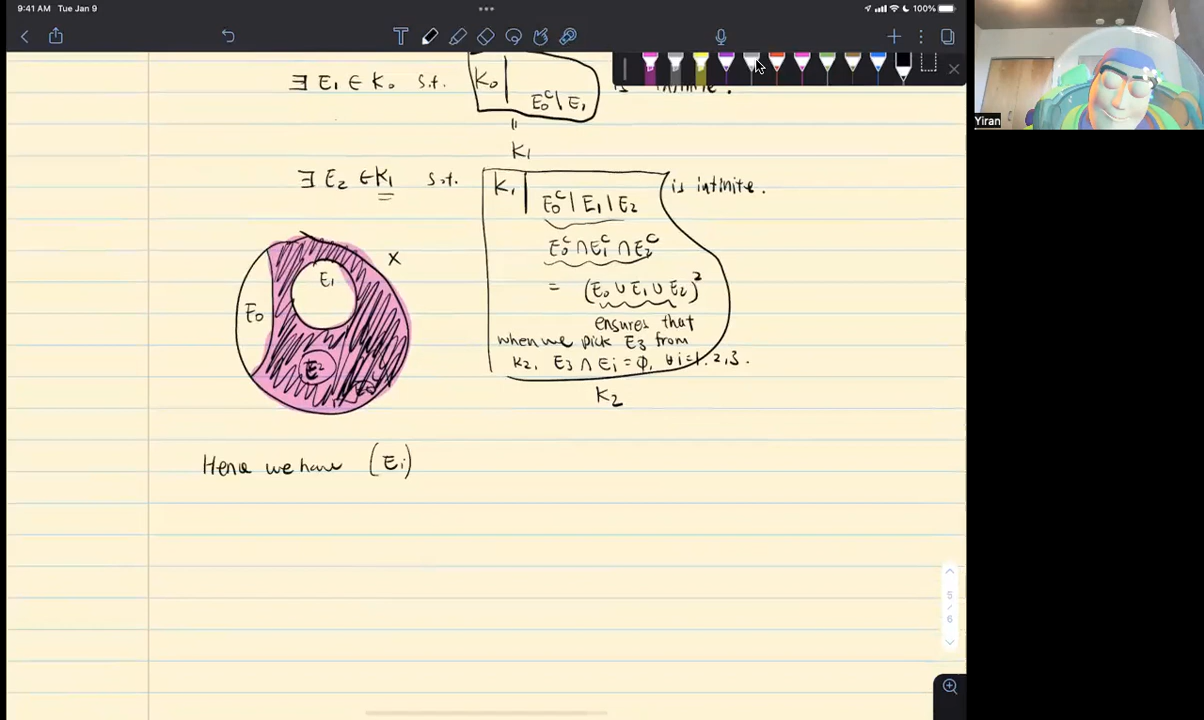 9:41 AM Tue Jan 9
100%
∃ E₁ ∈ K₀ s.t. K₀ | E₀ᶜ \ E₁ is infinite.
"
K₁
∃ E₂ ∈ K₁ s.t. K₁ | E₀ᶜ \ E₁ \ E₂ is infinite.
E₀ᶜ ∩ E₁ᶜ ∩ E₂ᶜ
= (E₀ ∪ E₁ ∪ E₂)ᶜ
ensures that
when we pick E₃ from
K₂, E₃ ∩ Eᵢ = ∅, ∀ i = 1, 2, 3.
K₂
X
E₁
E₀
E₂
Hence we have (Eᵢ)
5
/
6
Yiran